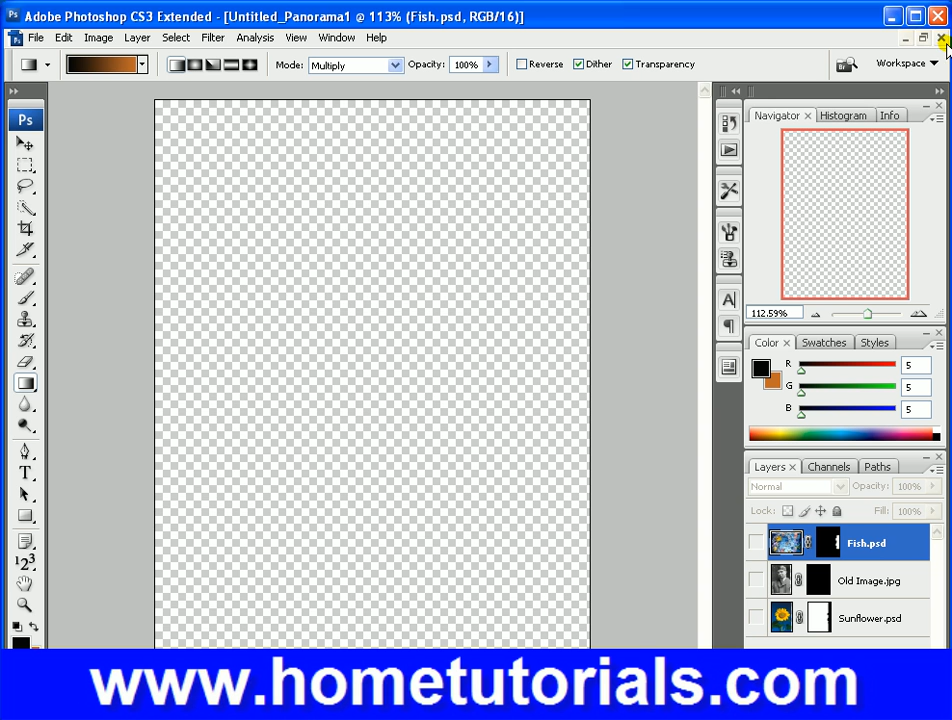 Adobe Photoshop CS3 Extended - [Untitled_Panorama1 @ 113% (Fish.psd, RGB/16)]
File Edit Image Layer Select Filter Analysis View Window Help
Mode: Multiply Opacity: 100% Reverse Dither Transparency Workspace
Ps
Navigator × Histogram Info
112.59%
Color × Swatches Styles
R 5
G 5
B 5
Layers × Channels Paths
Normal Opacity: 100%
Lock: Fill: 100%
Fish.psd
Old Image.jpg
Sunflower.psd
www.hometutorials.com